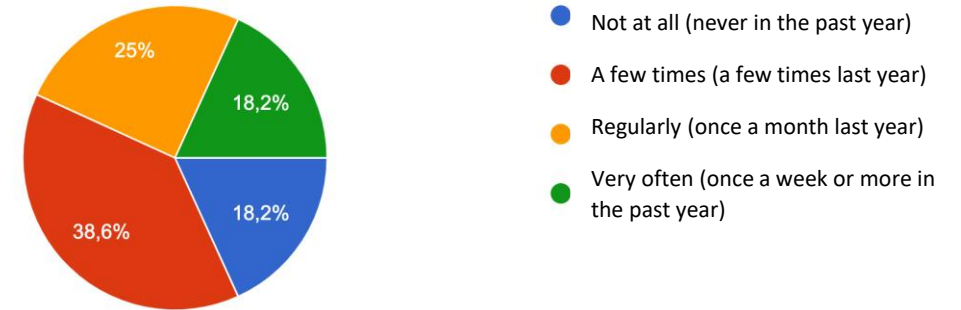 25%
18,2%
18,2%
38,6%
Not at all (never in the past year)
A few times (a few times last year)
Regularly (once a month last year)
Very often (once a week or more in
the past year)